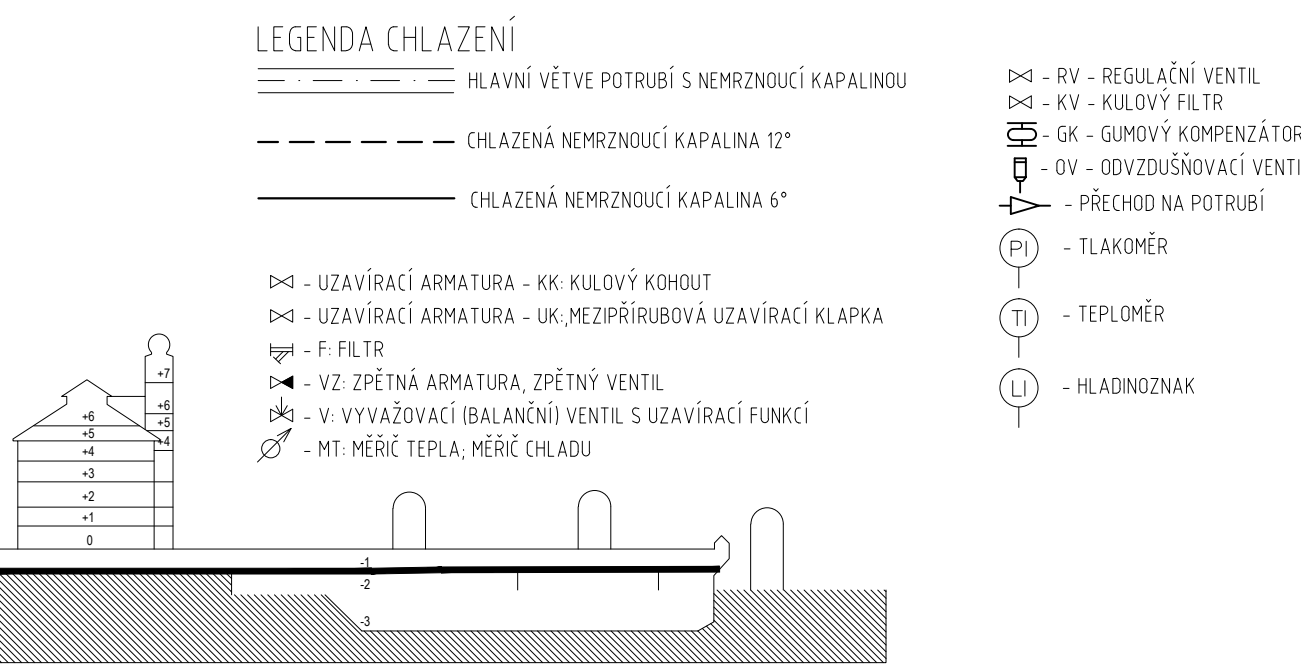 LEGENDA CHLAZENÍ
HLAVNÍ VĚTVE POTRUBÍ S NEMRZNOUCÍ KAPALINOU
CHLAZENÁ NEMRZNOUCÍ KAPALINA 12°
CHLAZENÁ NEMRZNOUCÍ KAPALINA 6°
- UZAVÍRACÍ ARMATURA - KK: KULOVÝ KOHOUT
- UZAVÍRACÍ ARMATURA - UK:,MEZIPŘÍRUBOVÁ UZAVÍRACÍ KLAPKA
- F: FILTR
- VZ: ZPĚTNÁ ARMATURA, ZPĚTNÝ VENTIL
- V: VYVAŽOVACÍ (BALANČNÍ) VENTIL S UZAVÍRACÍ FUNKCÍ
- MT: MĚŘIČ TEPLA; MĚŘIČ CHLADU
- RV - REGULAČNÍ VENTIL
- KV - KULOVÝ FILTR
- GK - GUMOVÝ KOMPENZÁTOR
- OV - ODVZDUŠŇOVACÍ VENTI
- PŘECHOD NA POTRUBÍ
PI - TLAKOMĚR
TI - TEPLOMĚR
LI - HLADINOZNAK
+7
+6
+5
+4
+6
+5
+4
+3
+2
+1
0
-1
-2
-3